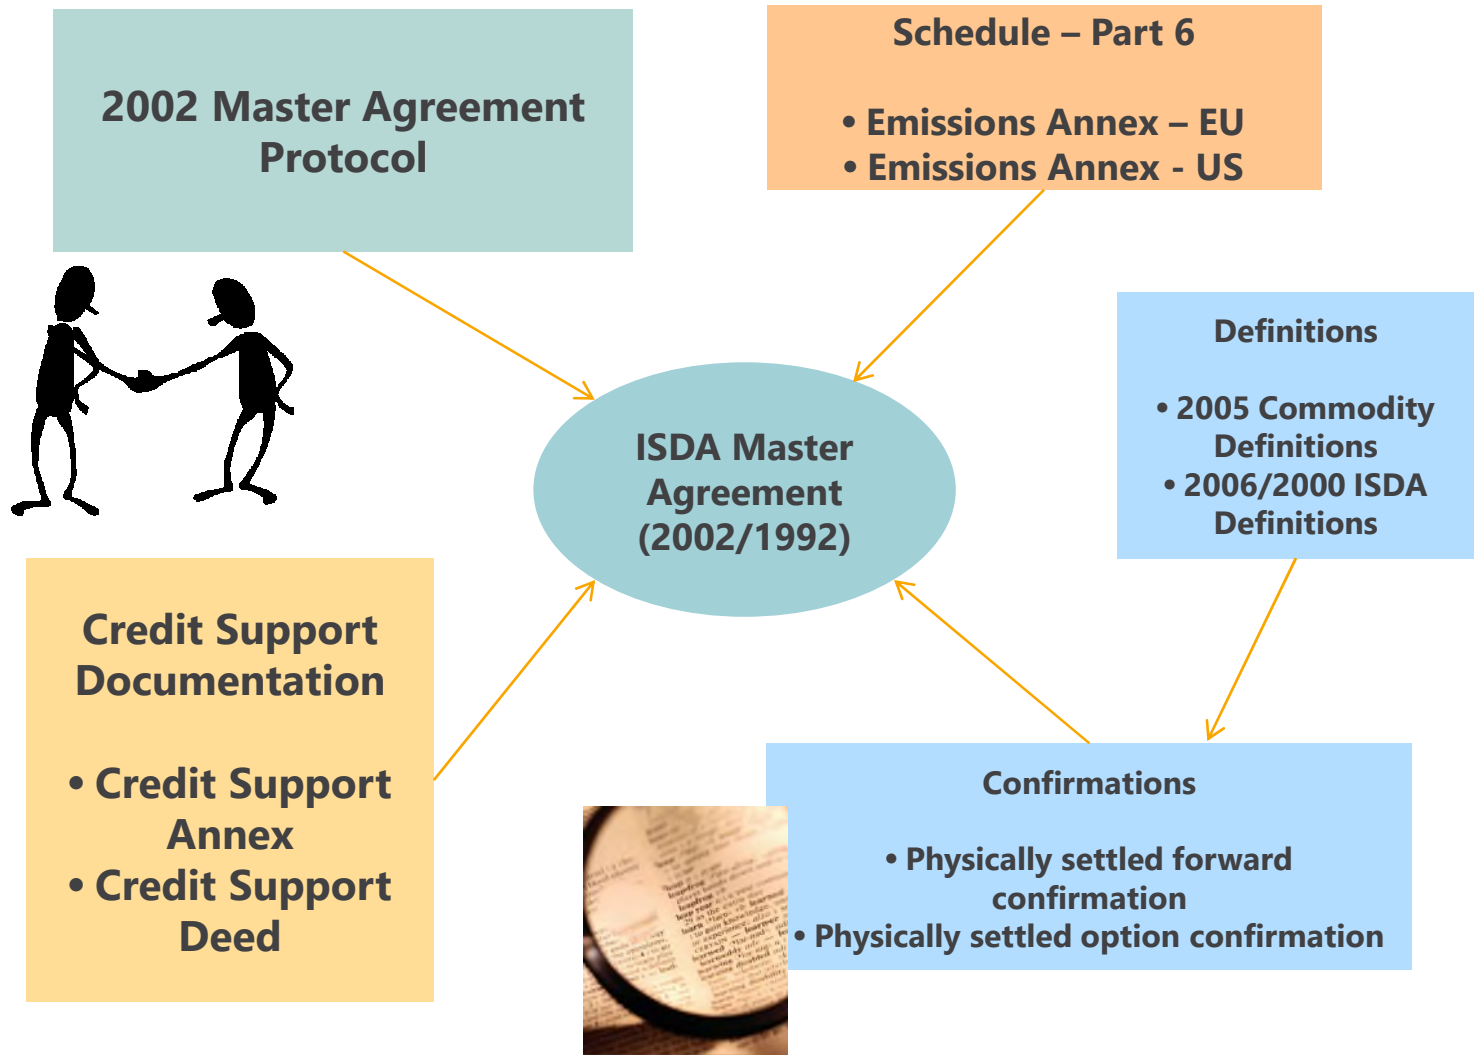 2002 Master Agreement
Protocol
Schedule – Part 6
• Emissions Annex – EU
• Emissions Annex - US
Definitions
• 2005 Commodity
Definitions
• 2006/2000 ISDA
Definitions
ISDA Master
Agreement
(2002/1992)
Credit Support
Documentation
• Credit Support
Annex
• Credit Support
Deed
Confirmations
• Physically settled forward
confirmation
• Physically settled option confirmation